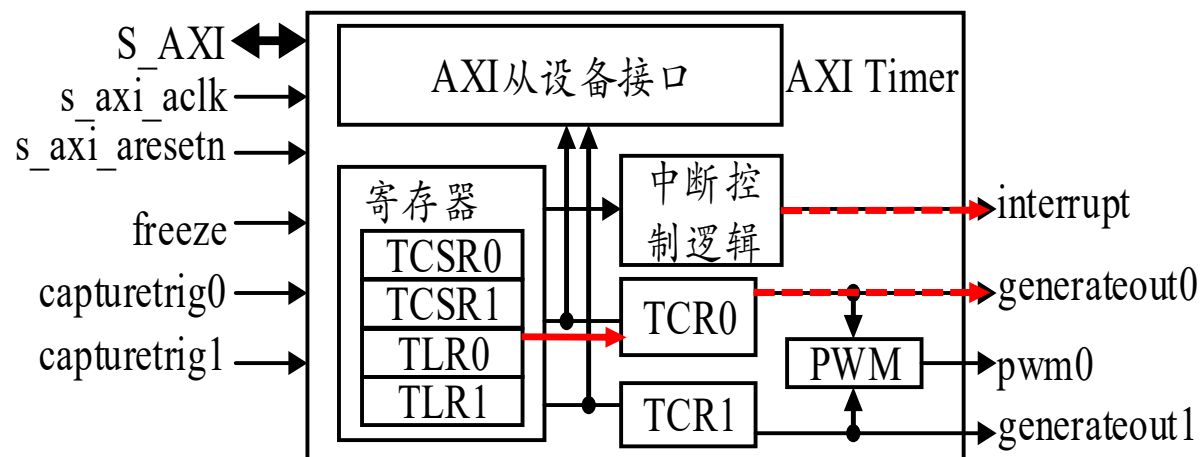 S_AXI
s_axi_aclk
s_axi_aresetn
freeze
capturetrig0
capturetrig1
AXI从设备接口
AXI Timer
寄存器
TCSR0
TCSR1
TLR0
TLR1
中断控
制逻辑
TCR0
TCR1
PWM
interrupt
generateout0
pwm0
generateout1